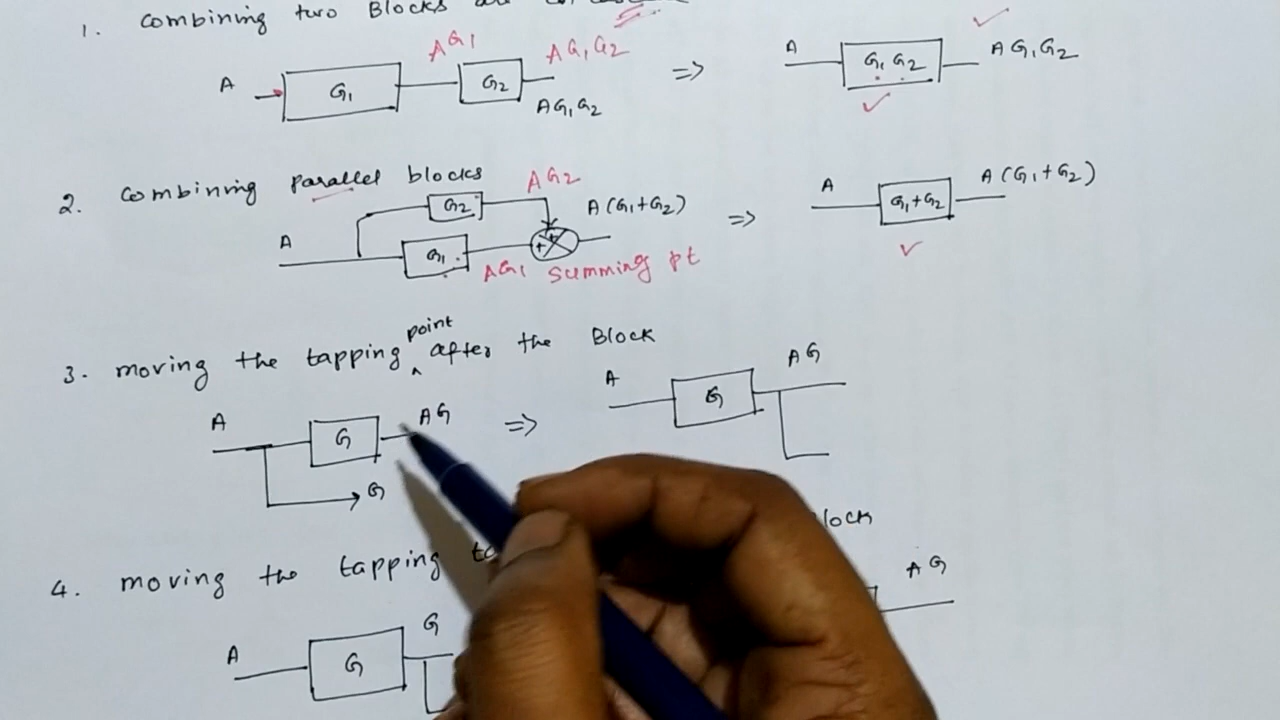 1. Combining two Blocks
A G1 AG1 G2 AG1G2 AG1G2 => A G1 G2 AG1G2
2. Combining parallel blocks
A G2 AG2 G1 AG1 + + A(G1+G2) summing pt => A G1+G2 A(G1+G2)
3. moving the tapping point after the Block
A G AG G => A G AG
4. moving the tapping
A G G AG